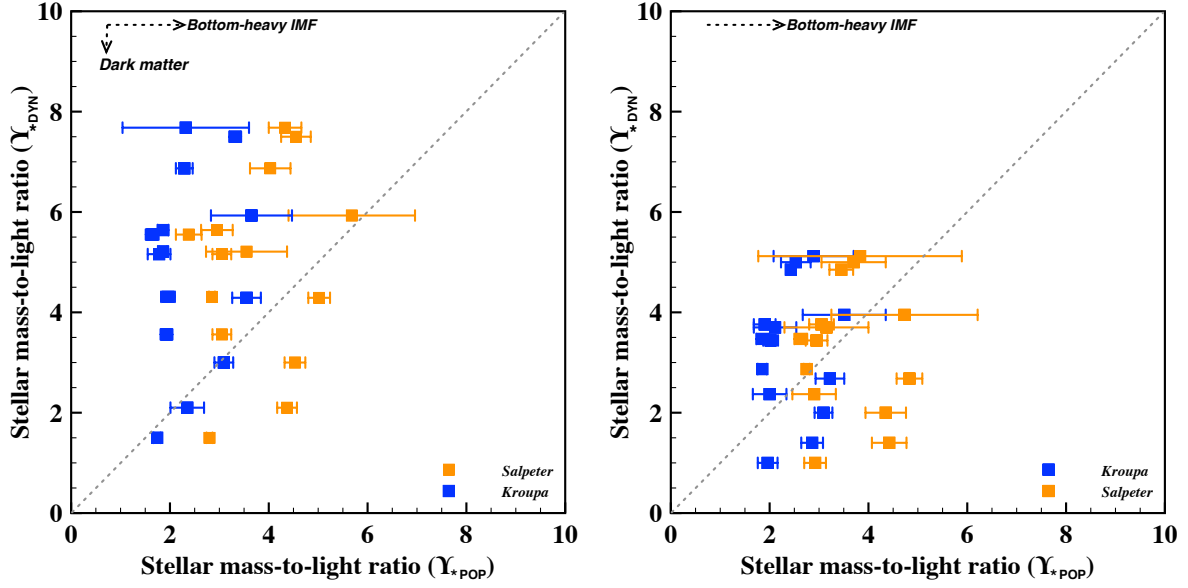 10
8
6
4
2
0
Stellar mass-to-light ratio (ϒ*DYN)
Bottom-heavy IMF
Dark matter
Salpeter
Kroupa
0 2 4 6 8 10
Stellar mass-to-light ratio (ϒ*POP)
10
8
6
4
2
0
Stellar mass-to-light ratio (ϒ*DYN)
Bottom-heavy IMF
Kroupa
Salpeter
0 2 4 6 8 10
Stellar mass-to-light ratio (ϒ*POP)